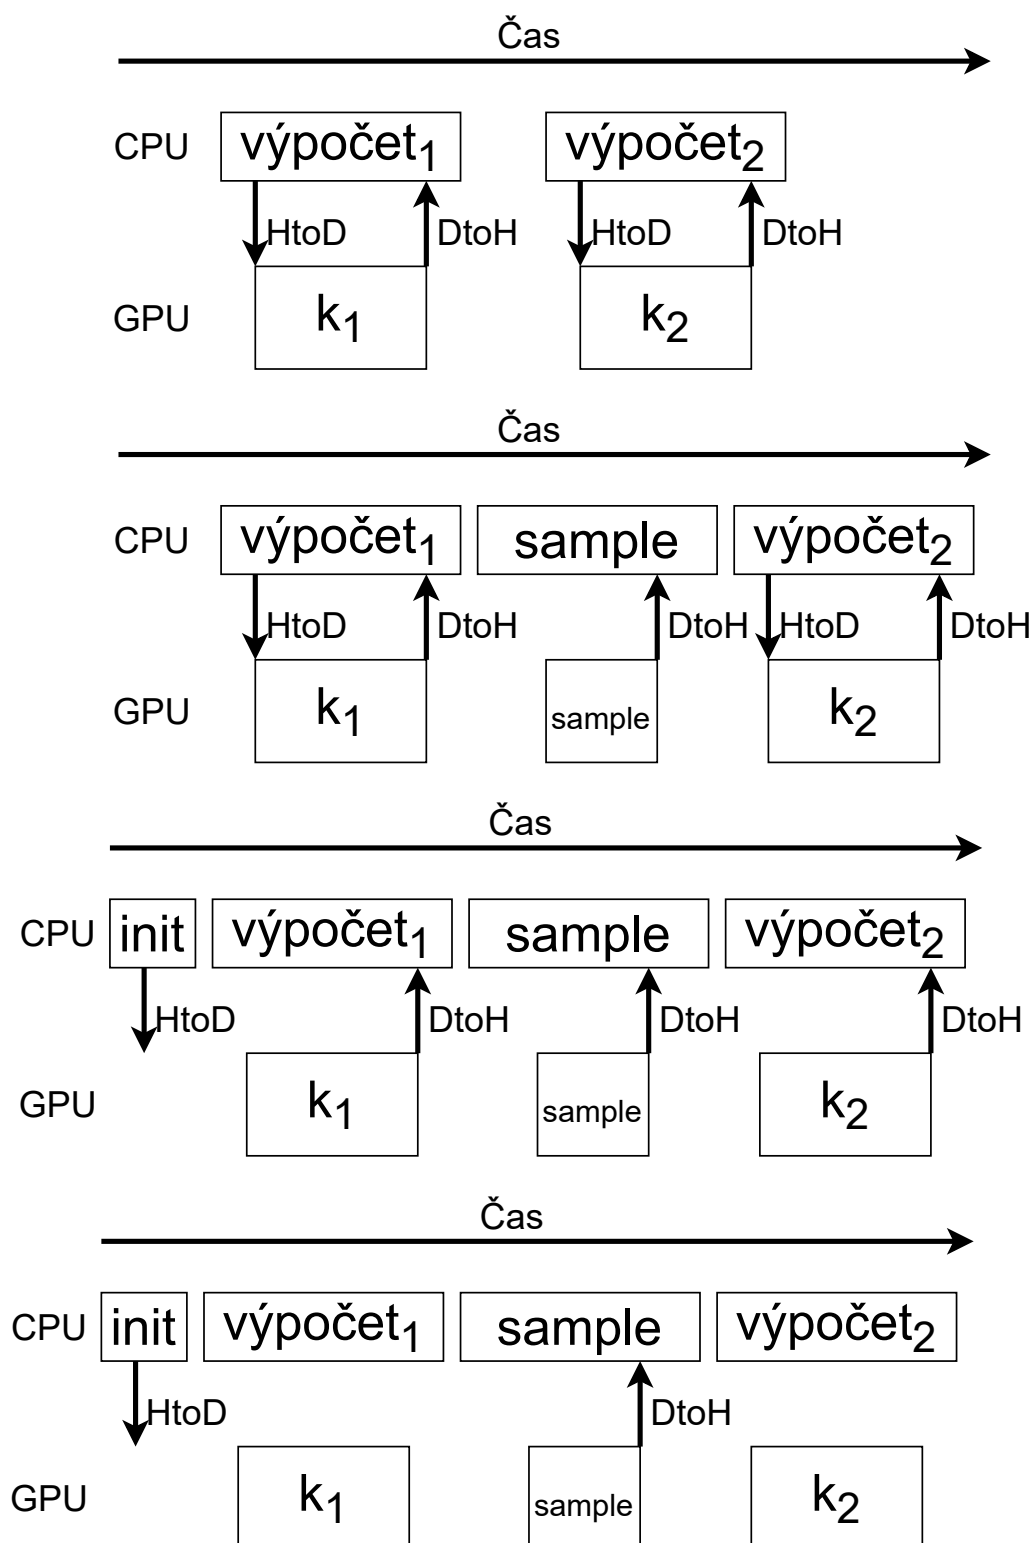 Čas
CPU výpočet₁ výpočet₂
HtoD DtoH HtoD DtoH
GPU k₁ k₂
Čas
CPU výpočet₁ sample výpočet₂
HtoD DtoH DtoH HtoD DtoH
GPU k₁ sample k₂
Čas
CPU init výpočet₁ sample výpočet₂
HtoD DtoH DtoH DtoH
GPU k₁ sample k₂
Čas
CPU init výpočet₁ sample výpočet₂
HtoD DtoH
GPU k₁ sample k₂